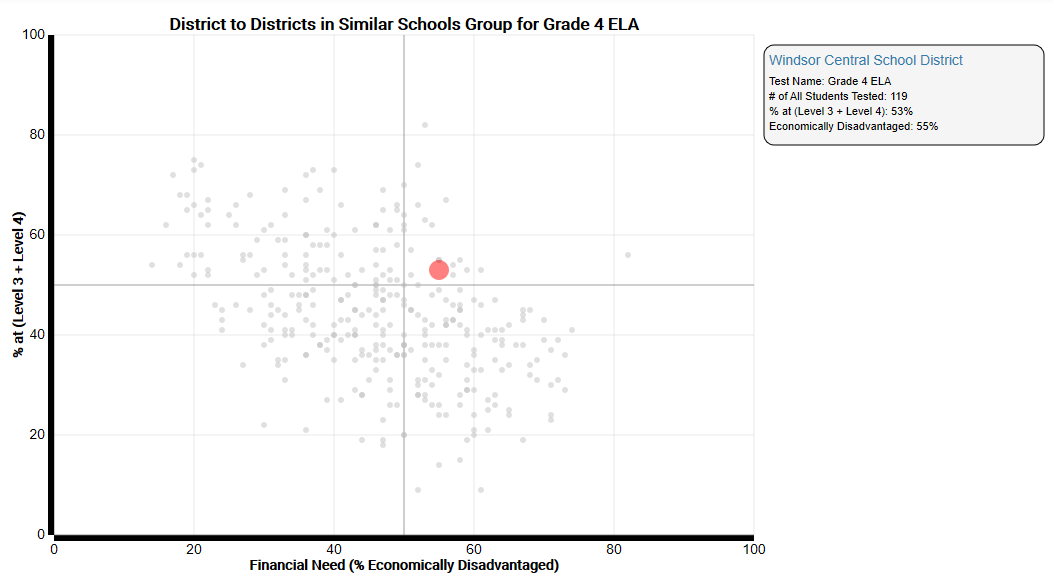 District to Districts in Similar Schools Group for Grade 4 ELA
100
80
60
40
20
0
% at (Level 3 + Level 4)
0 20 40 60 80 100
Financial Need (% Economically Disadvantaged)
Windsor Central School District
Test Name: Grade 4 ELA
# of All Students Tested: 119
% at (Level 3 + Level 4): 53%
Economically Disadvantaged: 55%